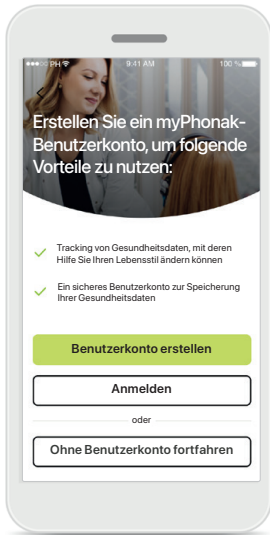 PH 9:41 AM 100 %
Erstellen Sie ein myPhonak-
Benutzerkonto, um folgende
Vorteile zu nutzen:
Tracking von Gesundheitsdaten, mit deren
Hilfe Sie Ihren Lebensstil ändern können
Ein sicheres Benutzerkonto zur Speicherung
Ihrer Gesundheitsdaten
Benutzerkonto erstellen
Anmelden
oder
Ohne Benutzerkonto fortfahren